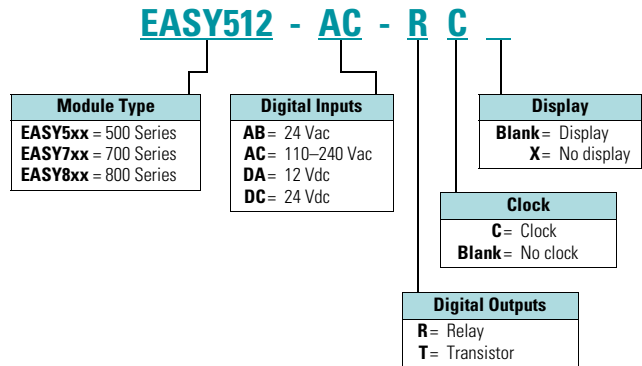 EASY512 - AC - R C _
Module Type
EASY5xx = 500 Series
EASY7xx = 700 Series
EASY8xx = 800 Series
Digital Inputs
AB = 24 Vac
AC = 110–240 Vac
DA = 12 Vdc
DC = 24 Vdc
Display
Blank = Display
X = No display
Clock
C = Clock
Blank = No clock
Digital Outputs
R = Relay
T = Transistor